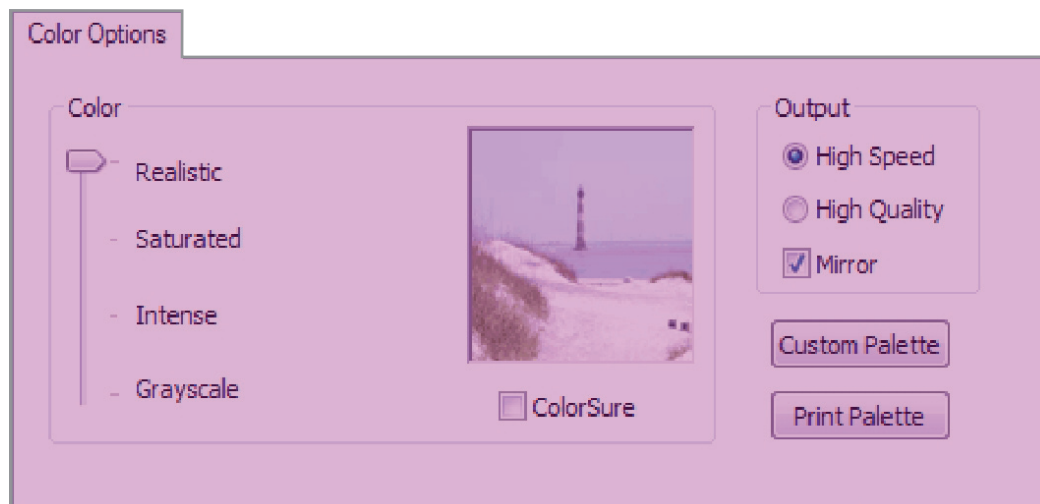 Color Options
Color
Realistic
Saturated
Intense
Grayscale
ColorSure
Output
High Speed
High Quality
Mirror
Custom Palette
Print Palette